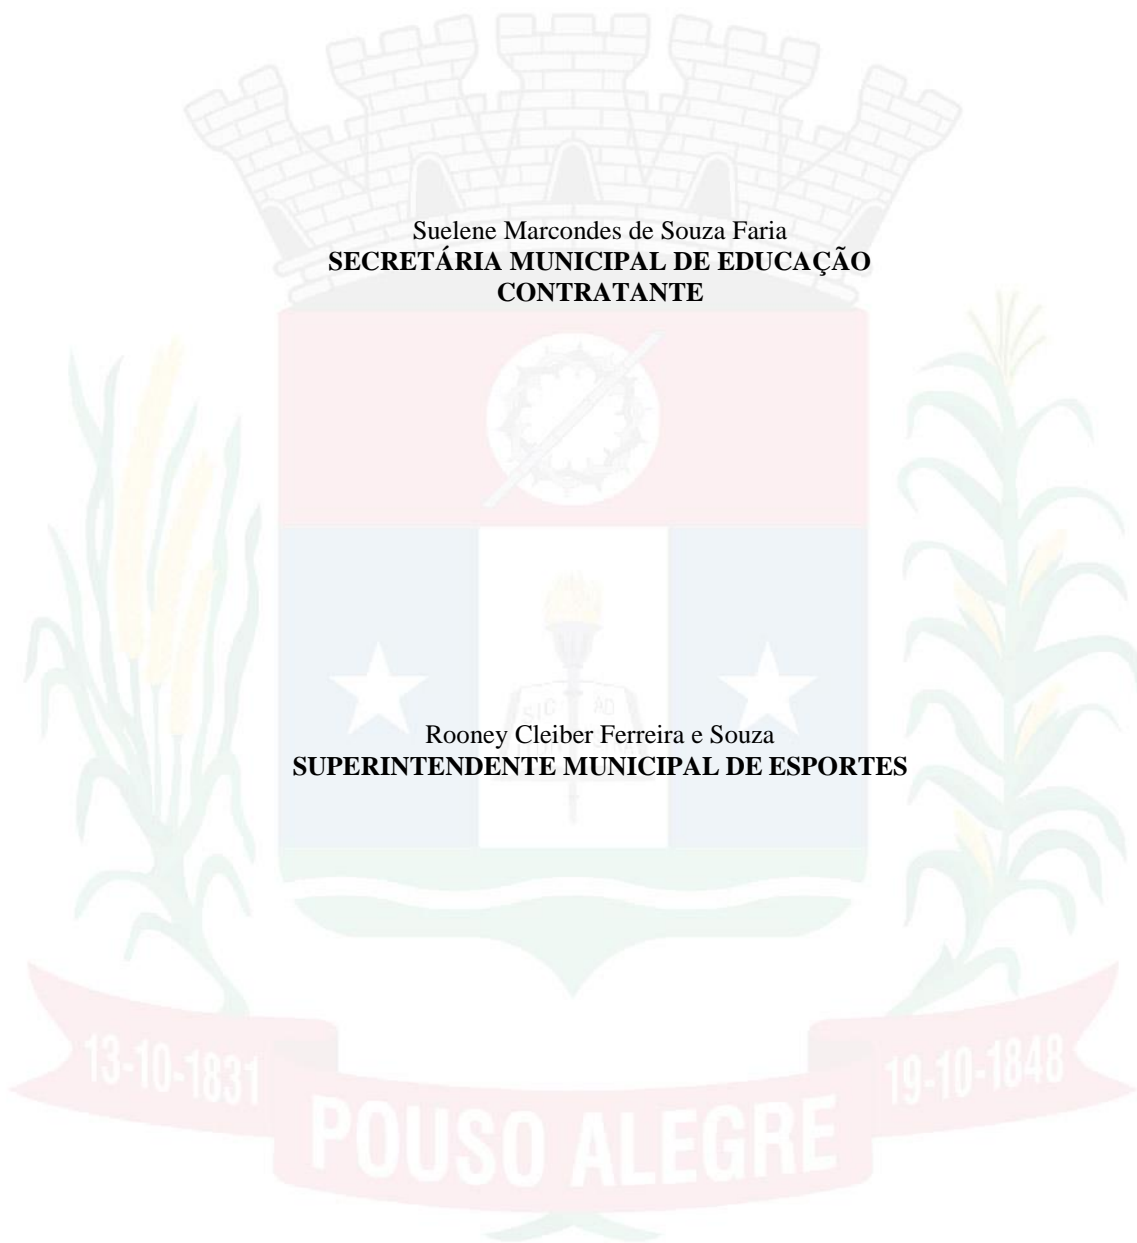 Suelene Marcondes de Souza Faria
SECRETÁRIA MUNICIPAL DE EDUCAÇÃO
CONTRATANTE
Rooney Cleiber Ferreira e Souza
SUPERINTENDENTE MUNICIPAL DE ESPORTES
13-10-1831
19-10-1848
POUSO ALEGRE